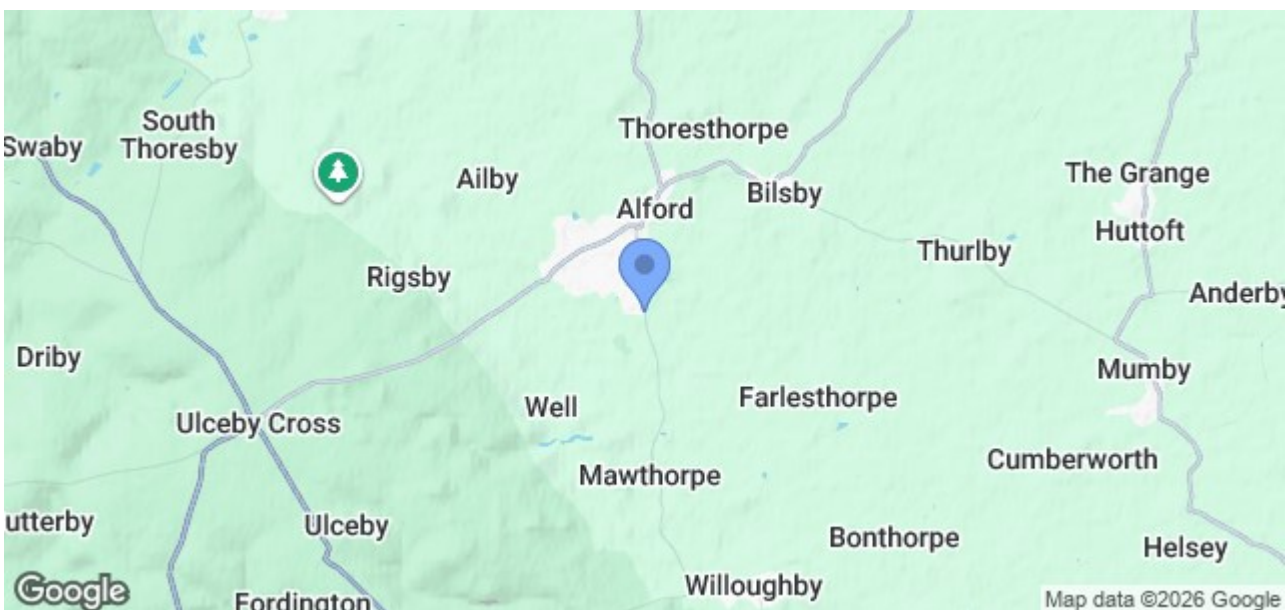 Thoresthorpe
South
Thoresby
Swaby
The Grange
Ailby
Bilsby
Alford
Huttoft
Thurlby
Rigsby
Anderby
Driby
Mumby
Farlesthorpe
Well
Ulceby Cross
Cumberworth
Mawthorpe
utterby
Ulceby
Bonthorpe
Helsey
Willoughby
Fordington
Google
Map data ©2026 Google